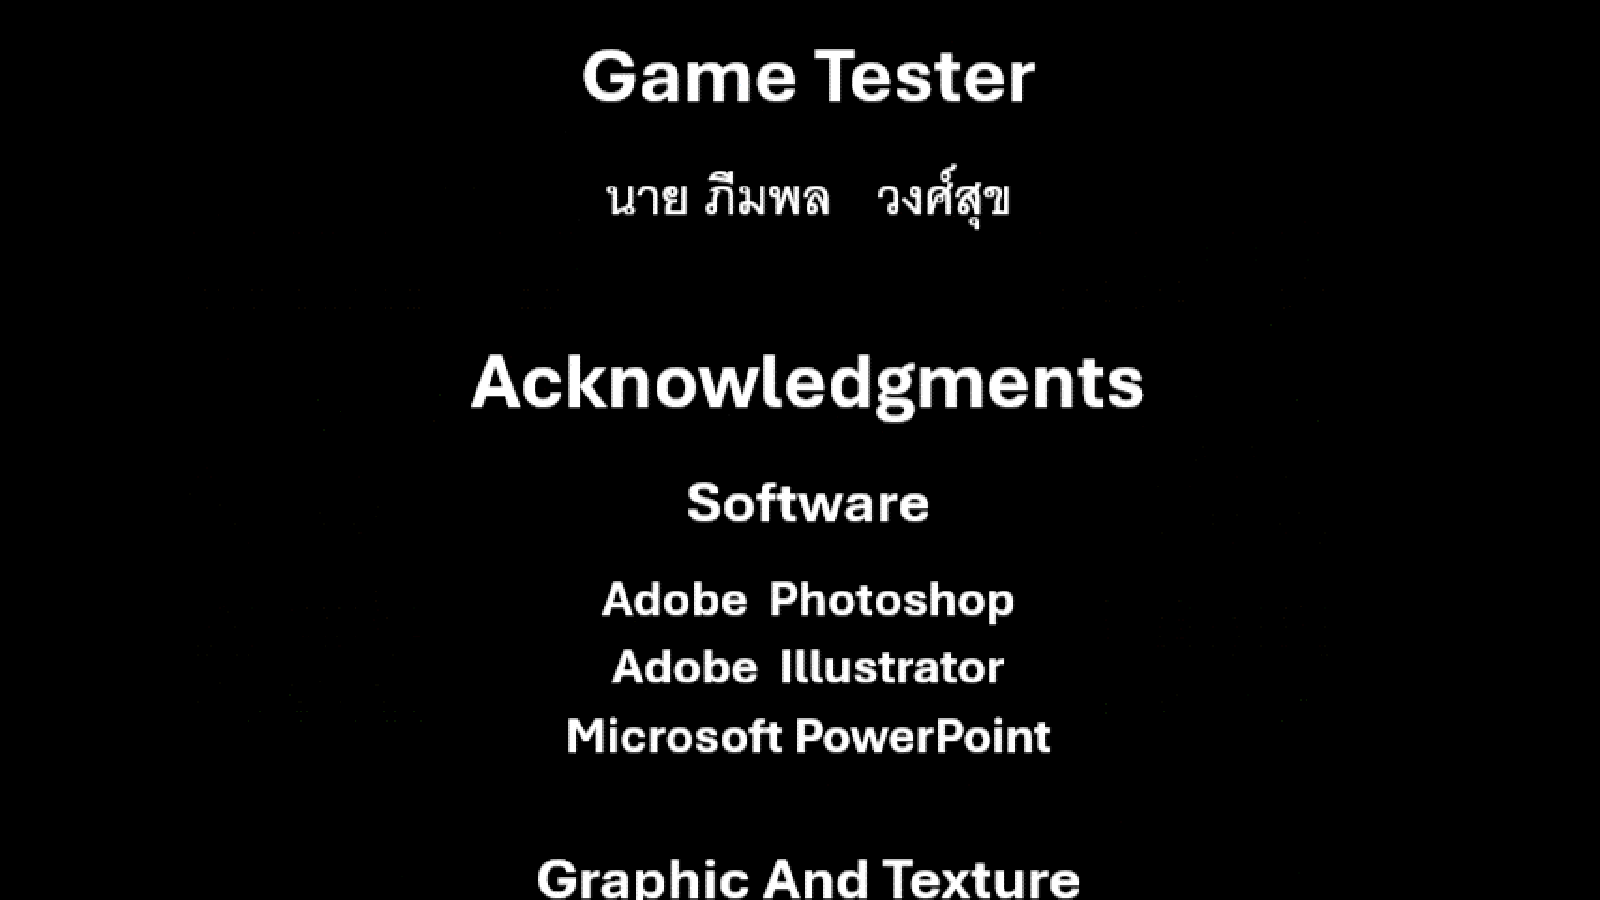 Game Tester
นาย ภีมพล วงศ์สุข
Acknowledgments
Software
Adobe Photoshop
Adobe Illustrator
Microsoft PowerPoint
Graphic And Texture